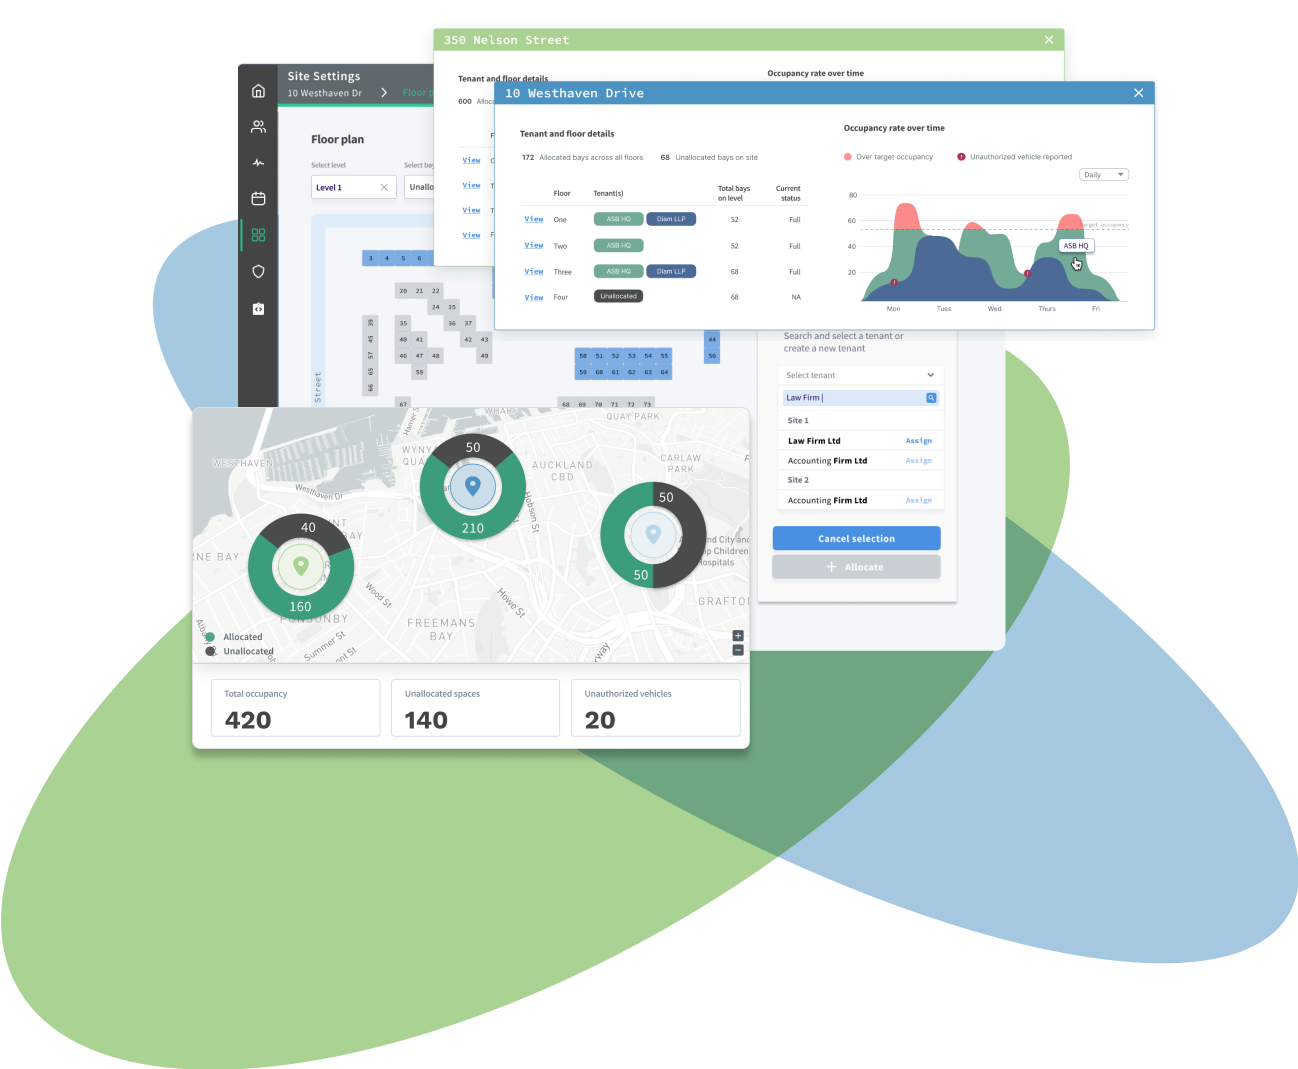 350 Nelson Street
Tenant and floor details
Occupancy rate over time
600 Alloc
View
View
View
View
Site Settings
10 Westhaven Dr
Floor p
Floor plan
Select level
Select bay
Level 1
Unallo
3 4 5 6
20 21 22
24 25
39 35 36 37
45 40 41 42 43
57 46 47 48 49
65 58
66
67
Street
44
50 51 52 53 54 55 56
59 60 61 62 63 64
68 69 70 71 72 73
10 Westhaven Drive
Tenant and floor details
172 Allocated bays across all floors 68 Unallocated bays on site
Floor Tenant(s) Total bays on level Current status
View One ASB HQ Diam LLP 52 Full
View Two ASB HQ 52 Full
View Three ASB HQ Diam LLP 68 Full
View Four Unallocated 68 NA
Occupancy rate over time
Over target occupancy Unauthorized vehicle reported
Daily
80
60
40
20
Target occupancy
ASB HQ
Mon Tues Wed Thurs Fri
Search and select a tenant or
create a new tenant
Select tenant
Law Firm
Site 1
Law Firm Ltd Assign
Accounting Firm Ltd Assign
Site 2
Accounting Firm Ltd Assign
Cancel selection
+ Allocate
WHARF
QUAY PARK
Hamer S
WESTHAVEN
WYNY
QUA
AUCKLAND
CBD
CARLAW
PARK
Westhaven Dr
Hobson St
50
210
50
50
40
160
INT
BAY
RNE BAY
nd City and
p Children
Hospitals
GRAFTO
PONSONBY
FREEMANS
BAY
Wood St
Howe St
Summer St
ont St
rway
Allocated
Unallocated
+
−
Total occupancy
420
Unallocated spaces
140
Unauthorized vehicles
20